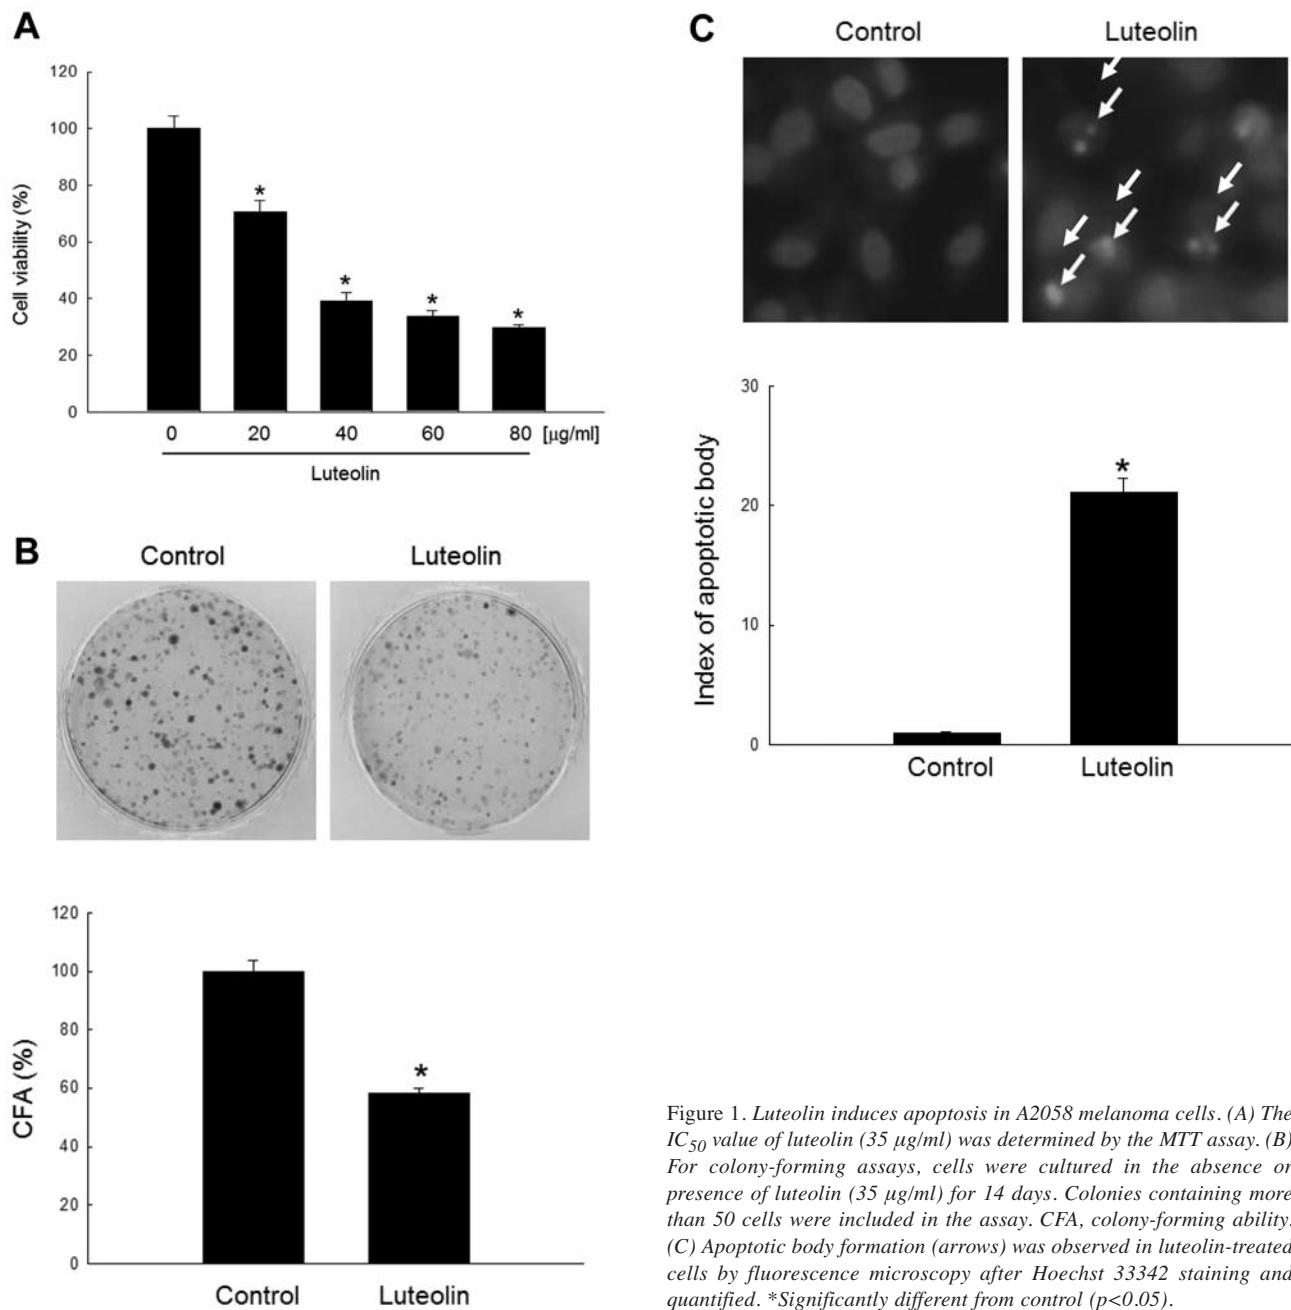 A
120
100
80
60
40
20
0
Cell viability (%)
*
*
*
*
0 20 40 60 80 [µg/ml]
Luteolin
B
Control Luteolin
120
100
80
60
40
20
0
CFA (%)
*
Control Luteolin
C
Control Luteolin
30
20
10
0
Index of apoptotic body
*
Control Luteolin
Figure 1. Luteolin induces apoptosis in A2058 melanoma cells. (A) The
IC50 value of luteolin (35 µg/ml) was determined by the MTT assay. (B)
For colony-forming assays, cells were cultured in the absence or
presence of luteolin (35 µg/ml) for 14 days. Colonies containing more
than 50 cells were included in the assay. CFA, colony-forming ability.
(C) Apoptotic body formation (arrows) was observed in luteolin-treated
cells by fluorescence microscopy after Hoechst 33342 staining and
quantified. *Significantly different from control (p<0.05).